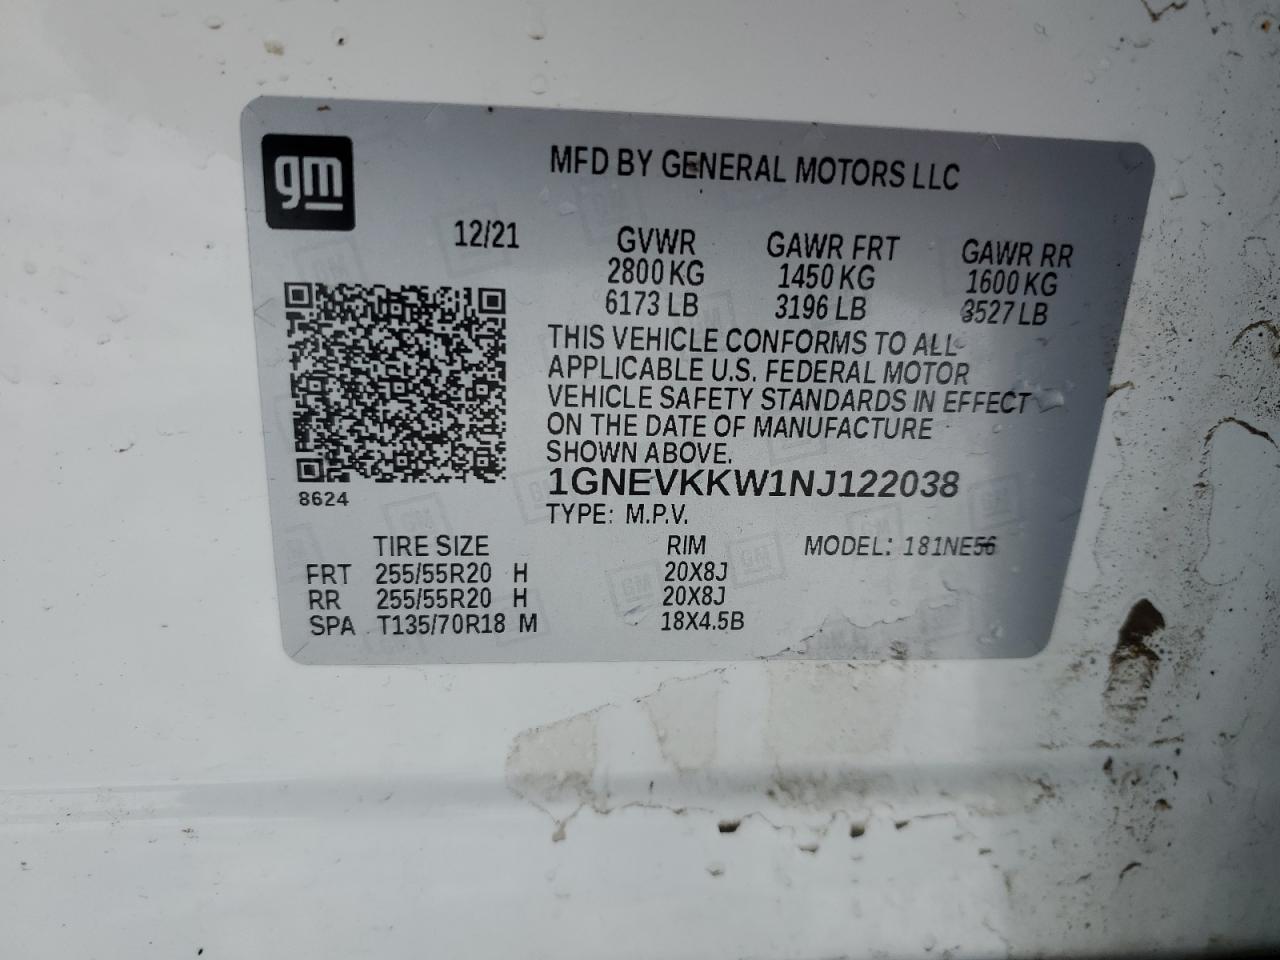 gm
MFD BY GENERAL MOTORS LLC
12/21 GVWR GAWR FRT GAWR RR
2800 KG 1450 KG 1600 KG
6173 LB 3196 LB 3527 LB
THIS VEHICLE CONFORMS TO ALL
APPLICABLE U.S. FEDERAL MOTOR
VEHICLE SAFETY STANDARDS IN EFFECT
ON THE DATE OF MANUFACTURE
SHOWN ABOVE.
1GNEVKKW1NJ122038
8624
TYPE: M.P.V.
TIRE SIZE RIM MODEL: 181NE56
FRT 255/55R20 H 20X8J
RR 255/55R20 H 20X8J
SPA T135/70R18 M 18X4.5B